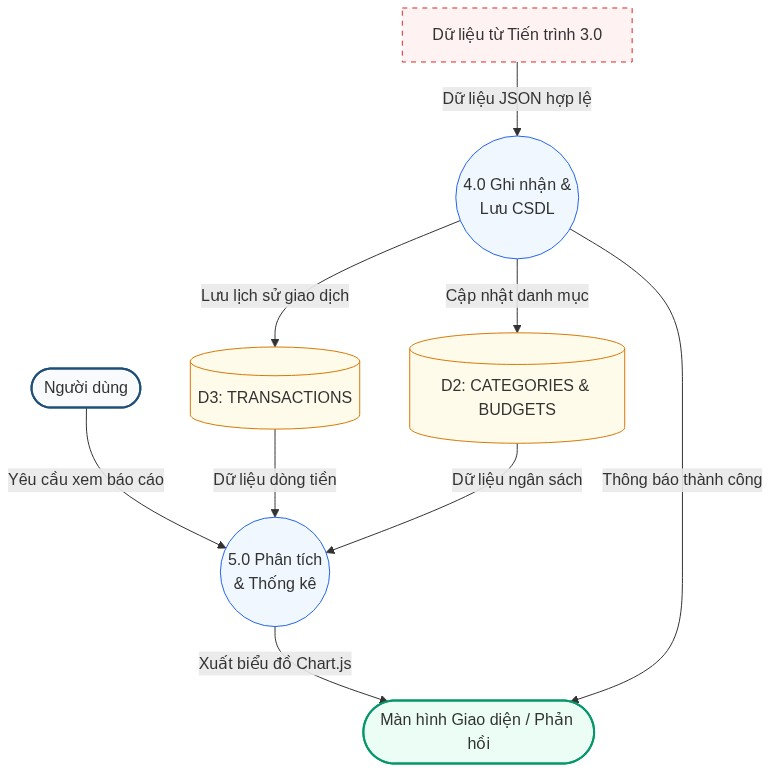 Dữ liệu từ Tiến trình 3.0
Dữ liệu JSON hợp lệ
4.0 Ghi nhận &
Lưu CSDL
Lưu lịch sử giao dịch
Cập nhật danh mục
Người dùng
D3: TRANSACTIONS
D2: CATEGORIES &
BUDGETS
Yêu cầu xem báo cáo
Dữ liệu dòng tiền
Dữ liệu ngân sách
Thông báo thành công
5.0 Phân tích
& Thống kê
Xuất biểu đồ Chart.js
Màn hình Giao diện / Phản
hồi